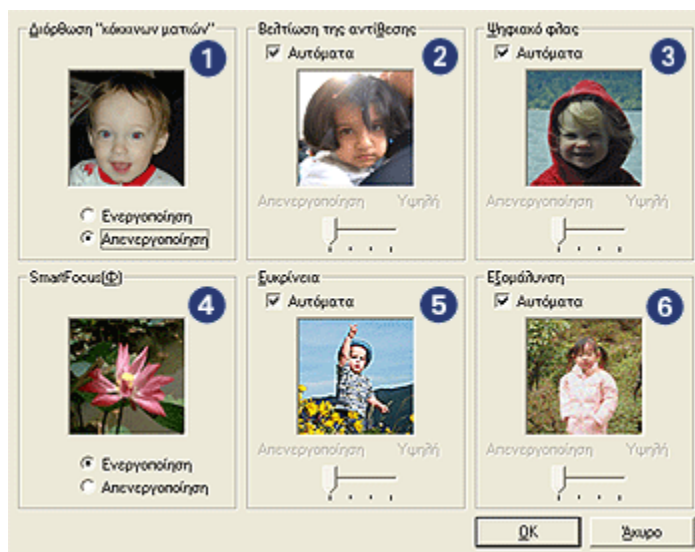 Διόρθωση "κόκκινων ματιών"
1
Ενεργοποίηση
Απενεργοποίηση
Βελτίωση της αντίθεσης
Αυτόματα
2
Απενεργοποίηση Υψηλή
Ψηφιακό φλας
Αυτόματα
3
Απενεργοποίηση Υψηλή
SmartFocus(Φ)
4
Ενεργοποίηση
Απενεργοποίηση
Ευκρίνεια
Αυτόματα
5
Απενεργοποίηση Υψηλή
Εξομάλυνση
Αυτόματα
6
Απενεργοποίηση Υψηλή
OK
Άκυρο